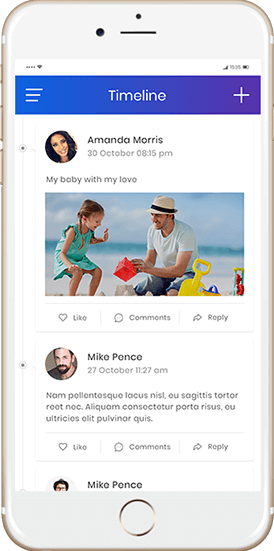 15:35
Timeline
Amanda Morris
30 October 08:15 pm
My baby with my love
Like
Comments
Reply
Mike Pence
27 October 11:27 am
Nam pellentesque lacus nisl, eu sagittis tortor
reet nec. Aliquam consectetur porta risus, eu
ultricies elit pulvinar quis.
Like
Comments
Reply
Mike Pence